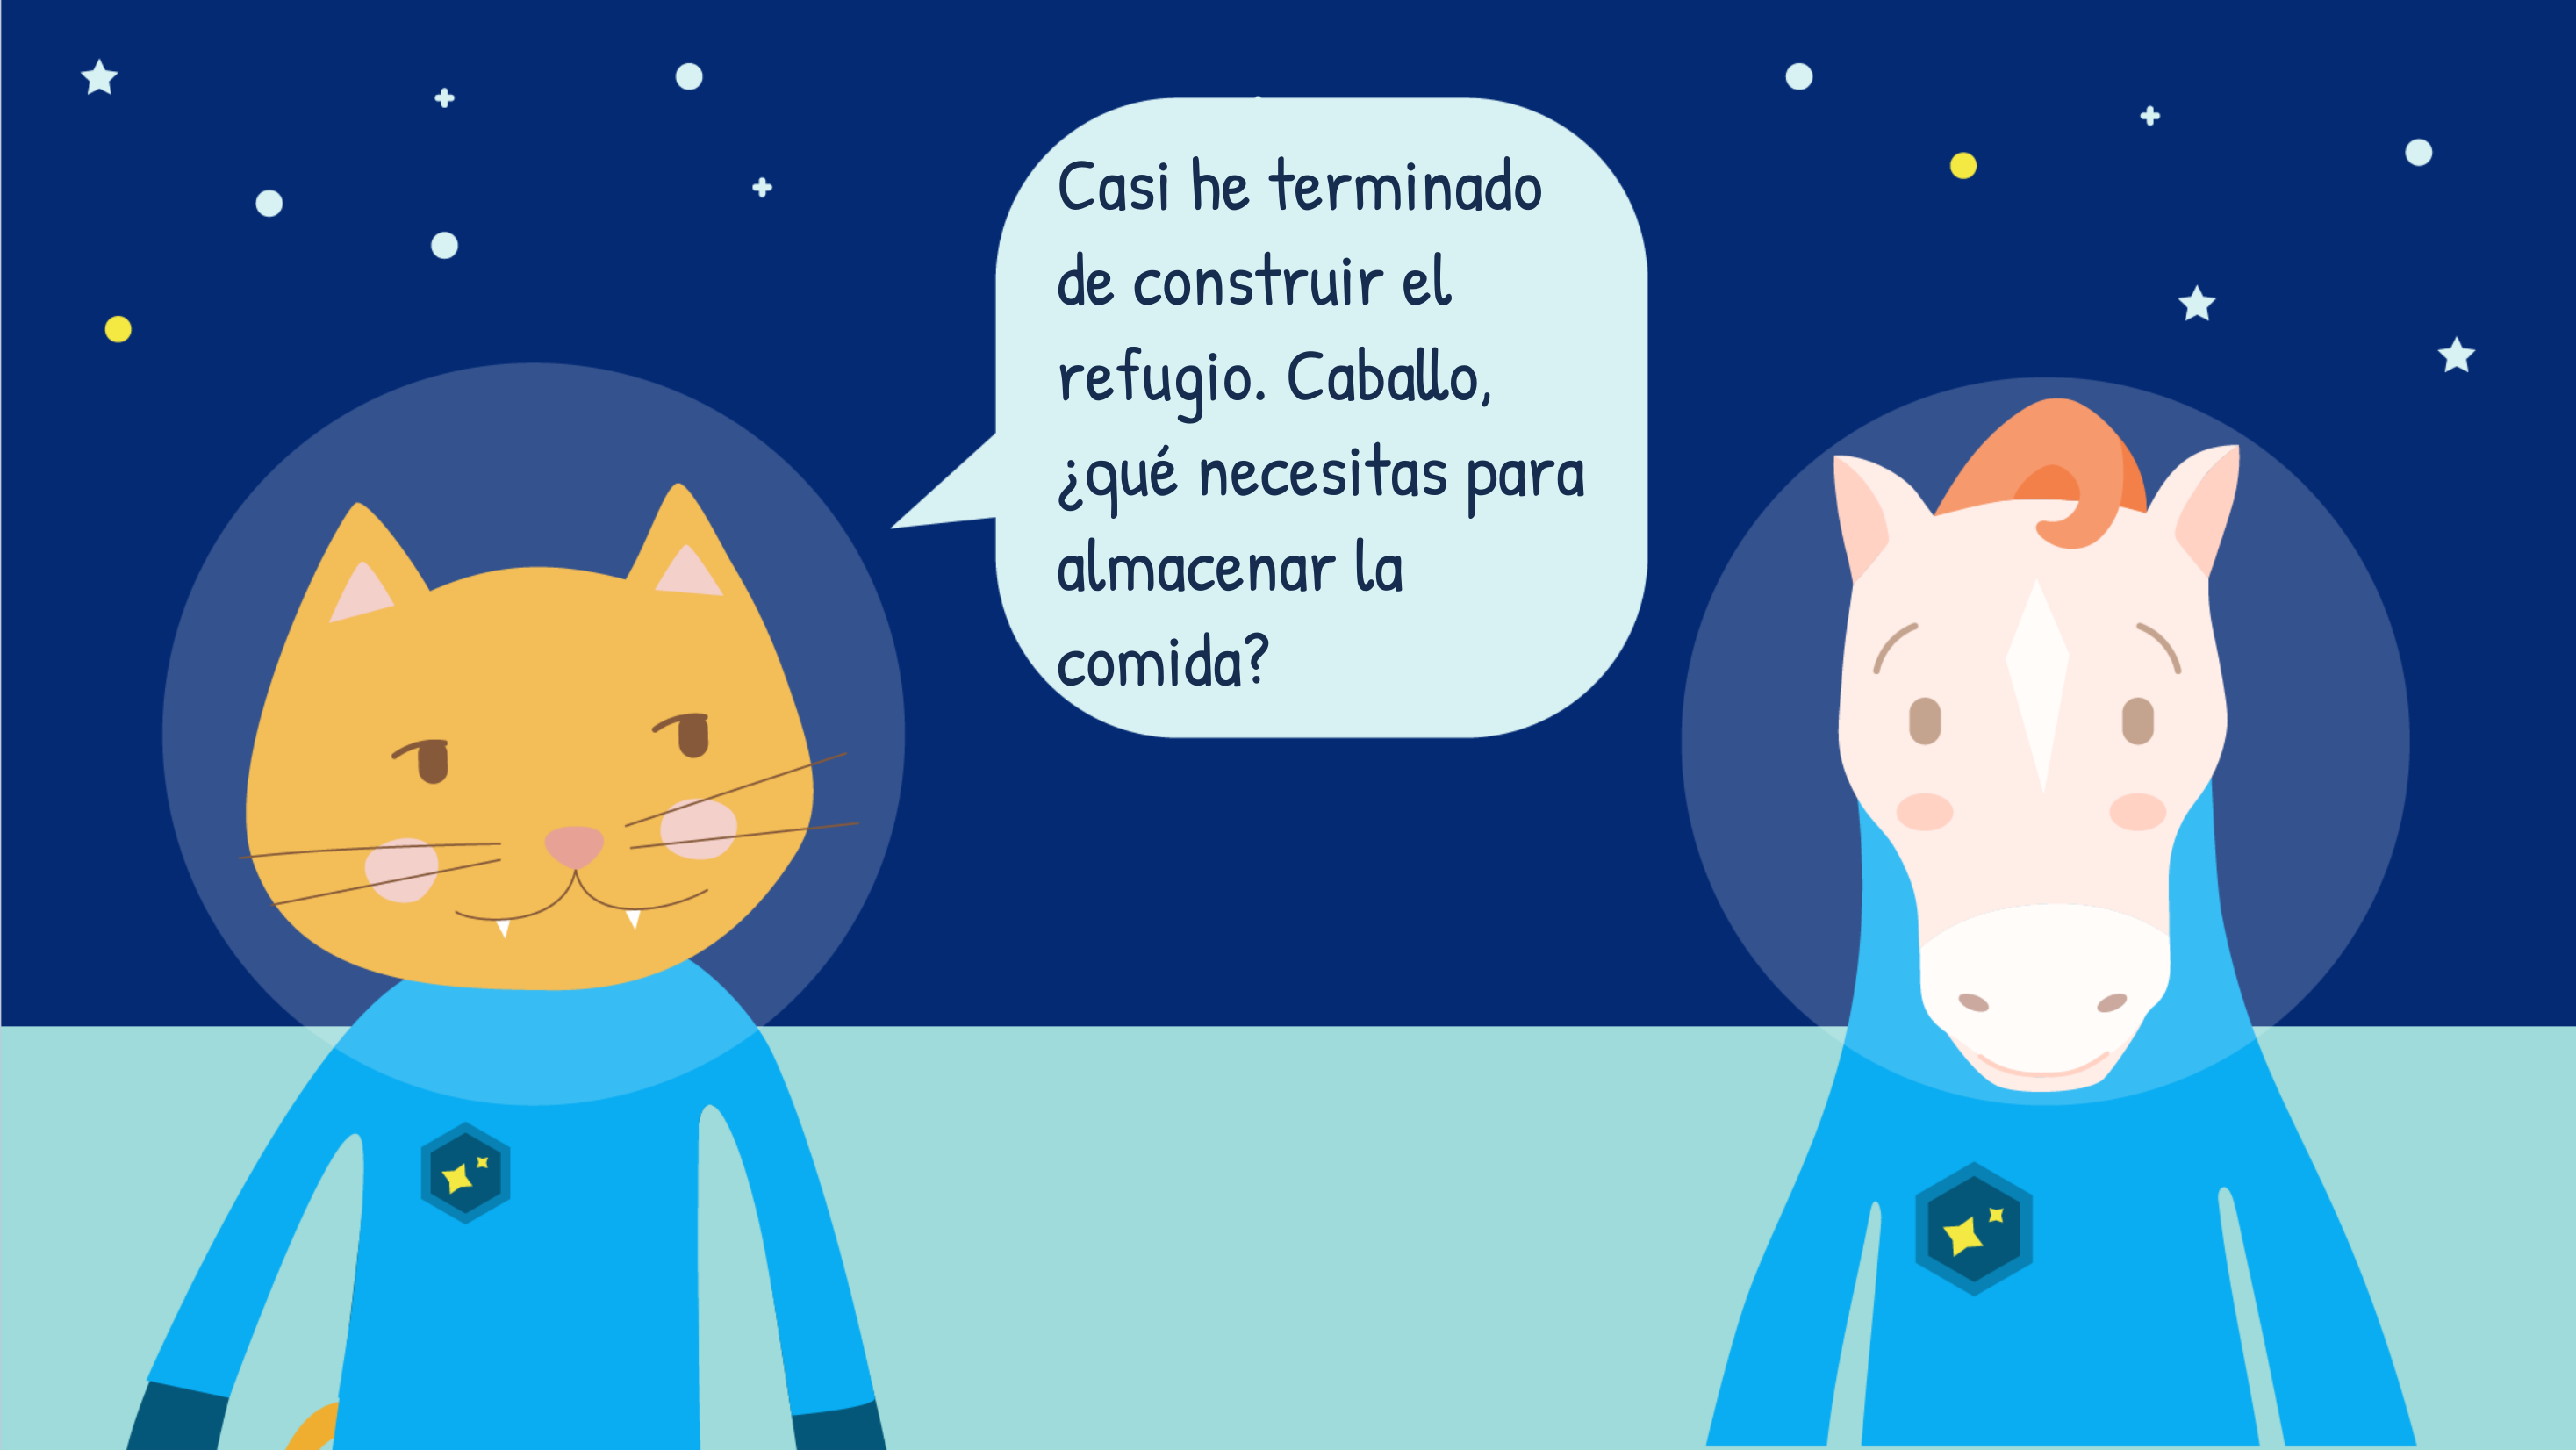 Casi he terminado
de construir el
refugio. Caballo,
¿qué necesitas para
almacenar la
comida?